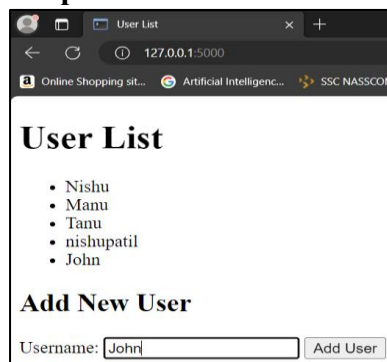 User List
127.0.0.1:5000
a Online Shopping sit... G Artificial Intelligenc... SSC NASSCO
User List
Nishu
Manu
Tanu
nishupatil
John
Add New User
Username: John Add User